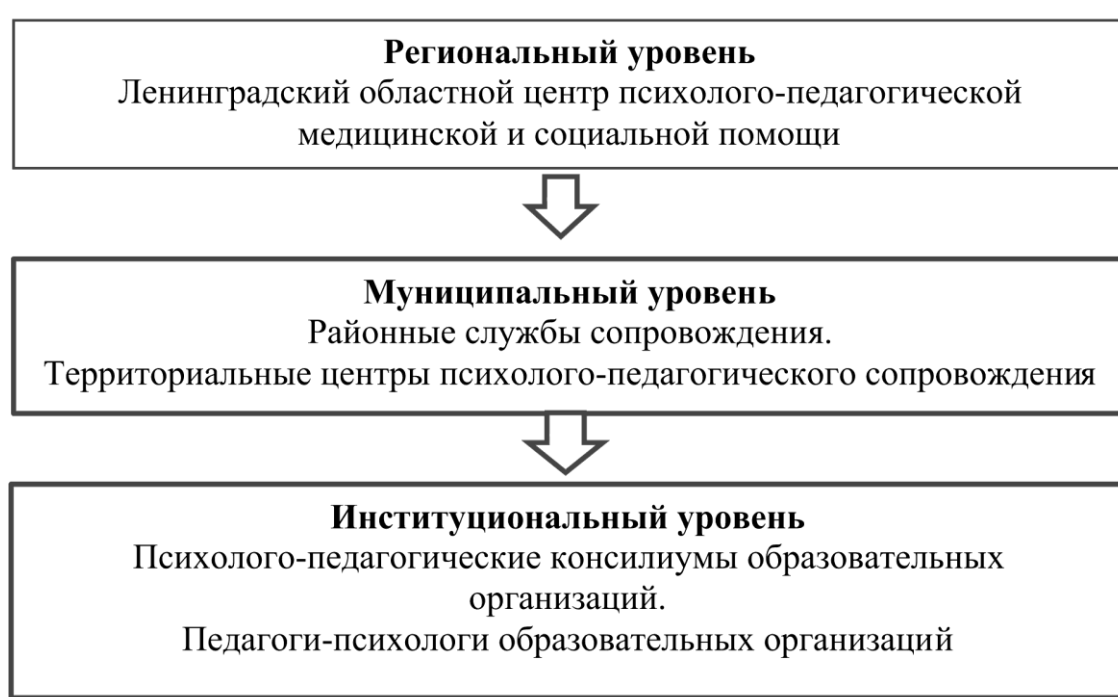 Региональный уровень
Ленинградский областной центр психолого-педагогической
медицинской и социальной помощи
Муниципальный уровень
Районные службы сопровождения.
Территориальные центры психолого-педагогического сопровождения
Институциональный уровень
Психолого-педагогические консилиумы образовательных
организаций.
Педагоги-психологи образовательных организаций